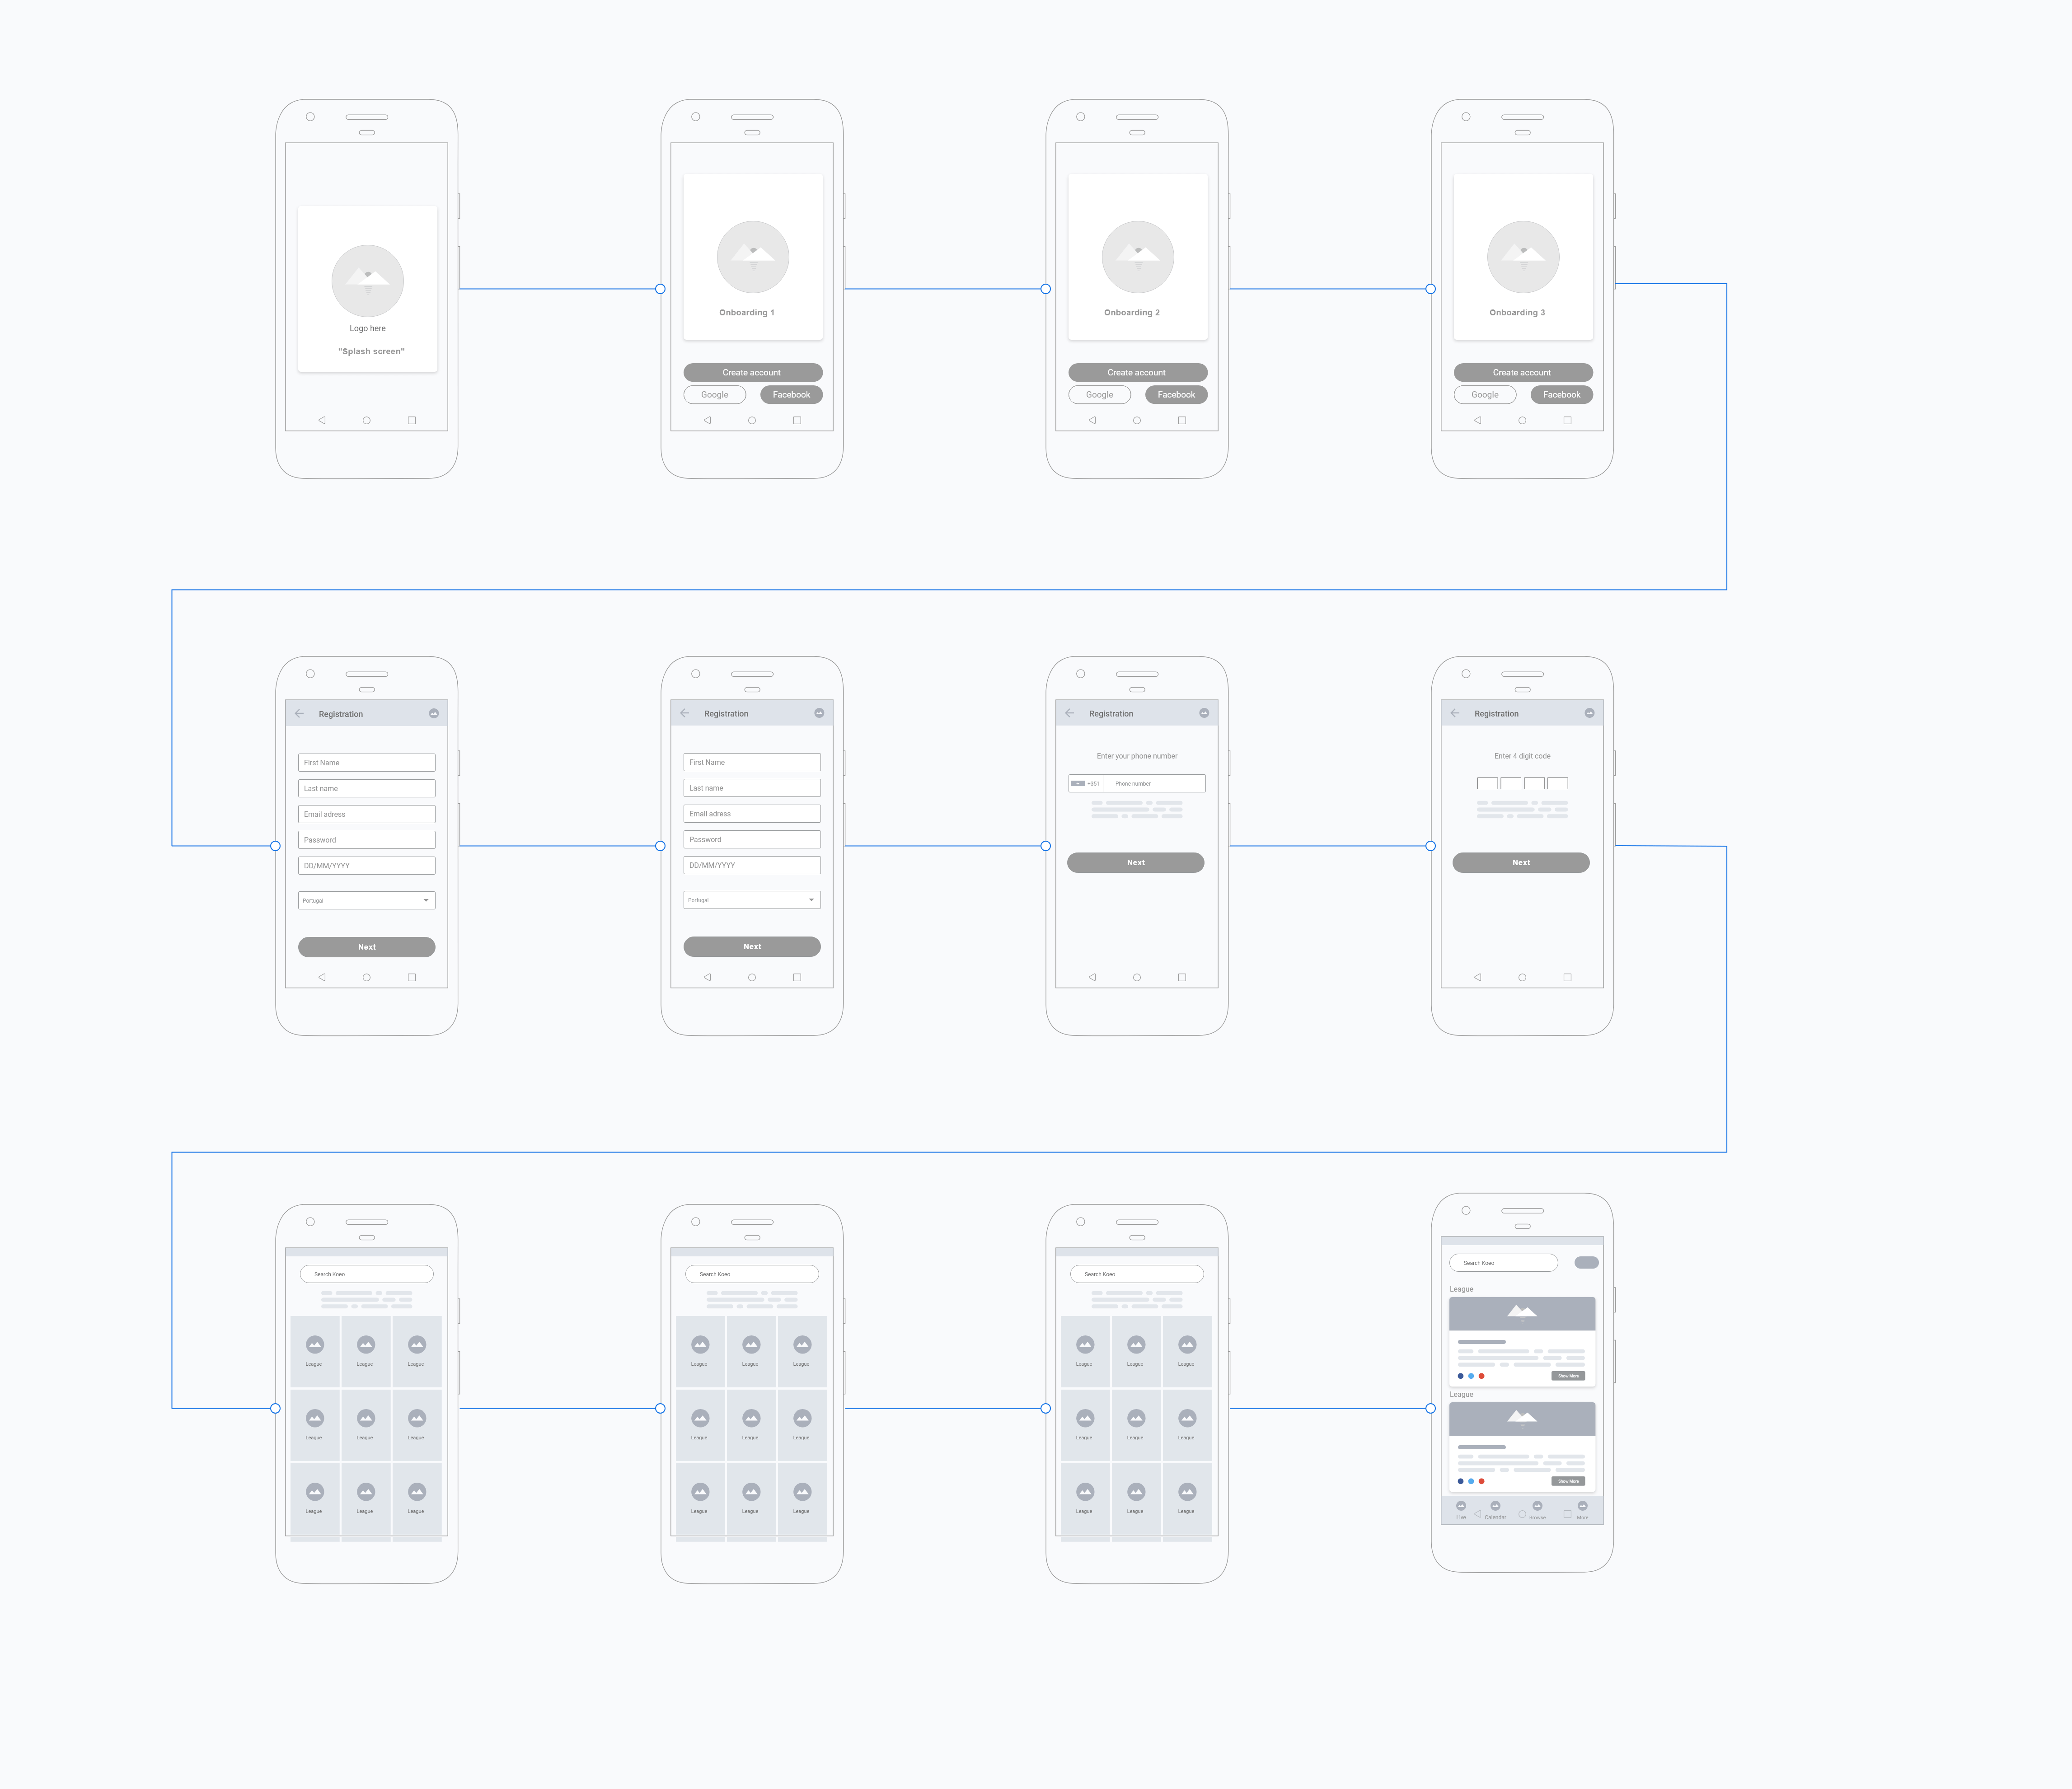 Logo here
"Splash screen"
Onboarding 1
Create account
Google Facebook
Onboarding 2
Create account
Google Facebook
Onboarding 3
Create account
Google Facebook
Registration
First Name
Last name
Email adress
Password
DD/MM/YYYY
Portugal
Next
Registration
First Name
Last name
Email adress
Password
DD/MM/YYYY
Portugal
Next
Registration
Enter your phone number
+351 Phone number
Next
Registration
Enter 4 digit code
Next
Search Koeo
League League League
League League League
League League League
Search Koeo
League League League
League League League
League League League
Search Koeo
League League League
League League League
League League League
Search Koeo
League
Show More
League
Show More
Live Calendar Browse More